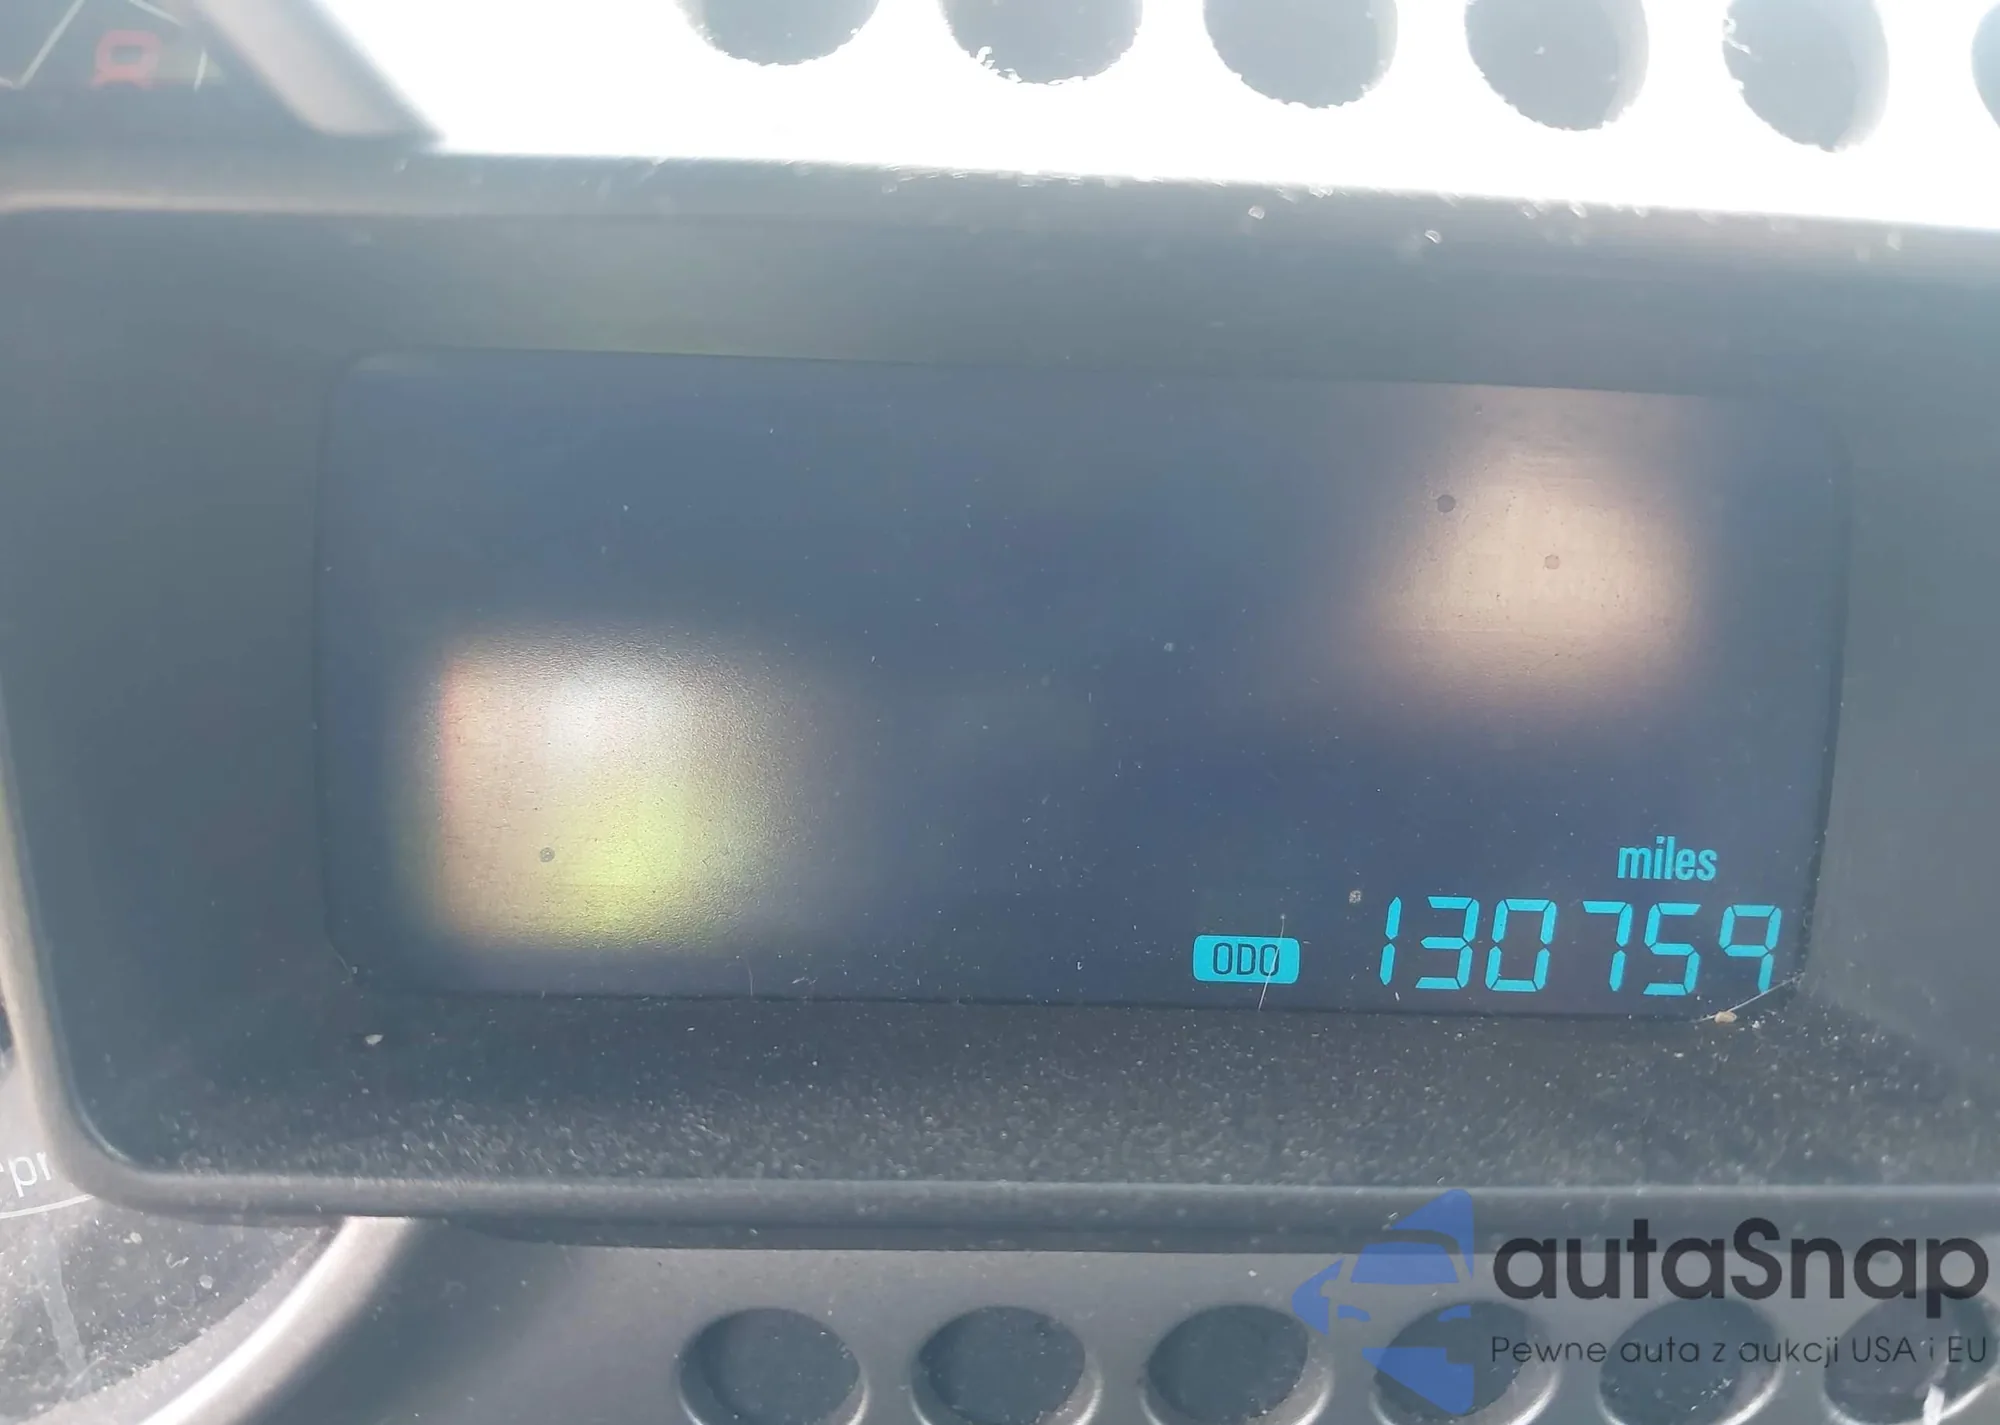 miles
ODO 130759
autaSnap
Pewne auta z aukcji USA i EU